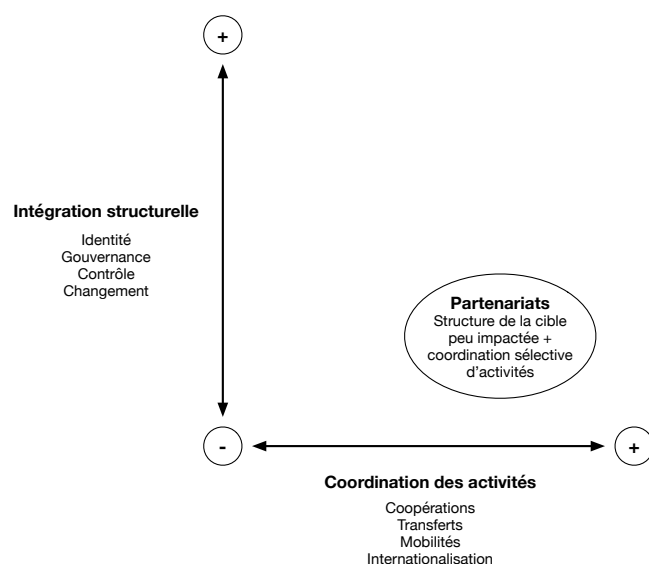 +
Intégration structurelle
Identité
Gouvernance
Contrôle
Changement
Partenariats
Structure de la cible
peu impactée +
coordination sélective
d'activités
-
+
Coordination des activités
Coopérations
Transferts
Mobilités
Internationalisation